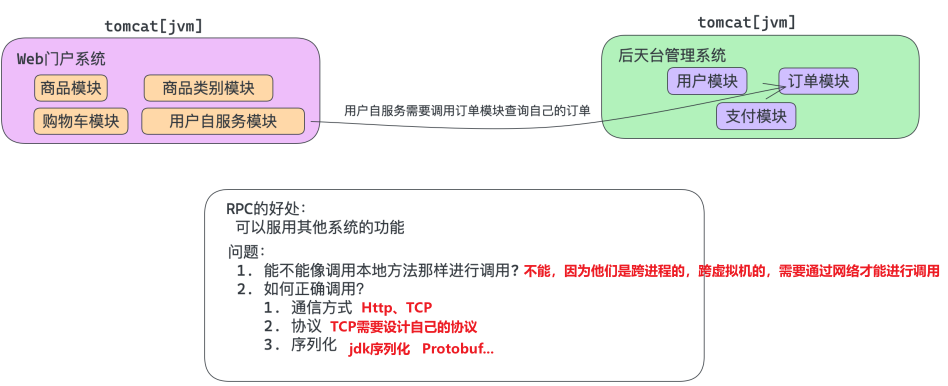 tomcat[jvm]
tomcat[jvm]
Web门户系统
商品模块
商品类别模块
购物车模块
用户自服务模块
用户自服务需要调用订单模块查询自己的订单
后天台管理系统
用户模块
订单模块
支付模块
RPC的好处:
可以服用其他系统的功能
问题:
1. 能不能像调用本地方法那样进行调用? 不能，因为他们是跨进程的，跨虚拟机的，需要通过网络才能进行调用
2. 如何正确调用?
1. 通信方式 Http、TCP
2. 协议 TCP需要设计自己的协议
3. 序列化 jdk序列化 Protobuf...